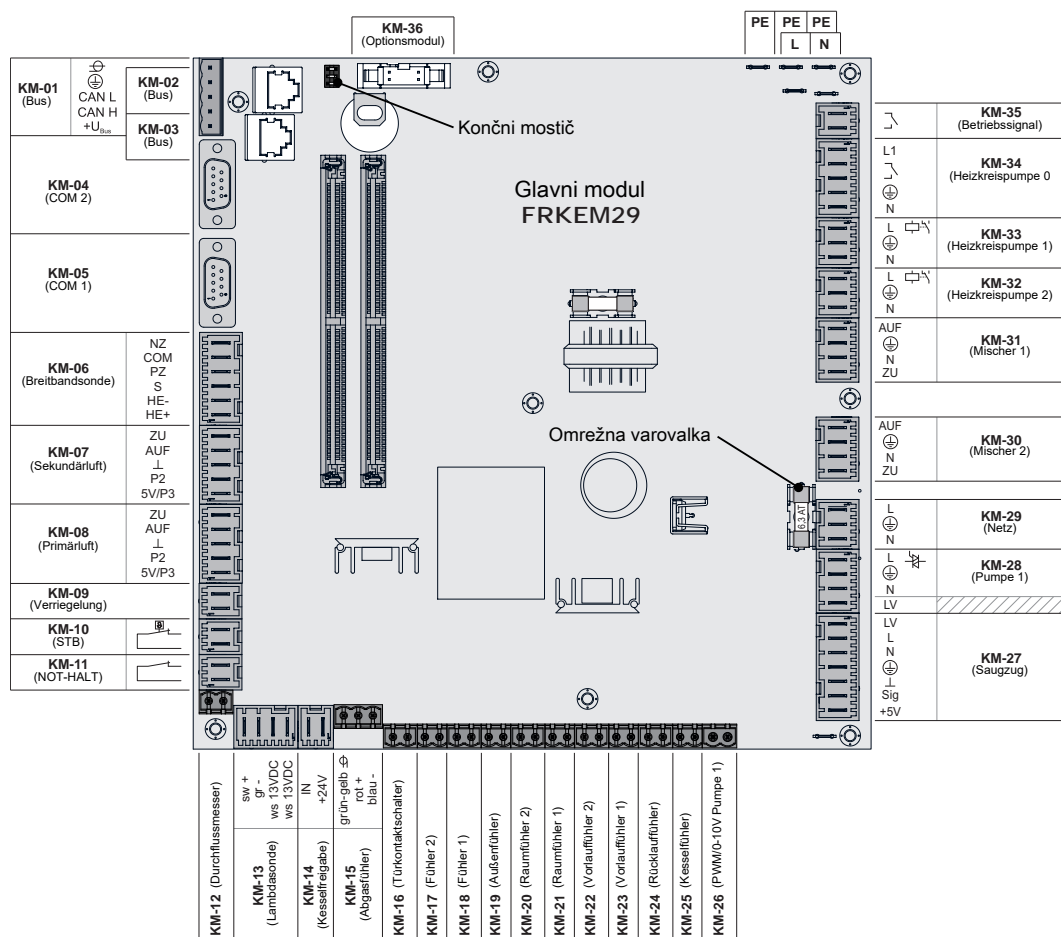 KM-36
(Optionsmodul)
PE PE PE
L N
KM-01
(Bus)
CAN L
CAN H
+UBus
KM-02
(Bus)
KM-03
(Bus)
KM-04
(COM 2)
KM-05
(COM 1)
KM-06
(Breitbandsonde)
NZ
COM
PZ
S
HE-
HE+
KM-07
(Sekundärluft)
ZU
AUF
⊥
P2
5V/P3
KM-08
(Primärluft)
ZU
AUF
⊥
P2
5V/P3
KM-09
(Verriegelung)
KM-10
(STB)
KM-11
(NOT-HALT)
Končni mostič
Glavni modul
FRKEM29
Omrežna varovalka
6,3 AT
KM-35
(Betriebssignal)
L1
N
KM-34
(Heizkreispumpe 0
L
N
KM-33
(Heizkreispumpe 1)
L
N
KM-32
(Heizkreispumpe 2)
AUF
N
ZU
KM-31
(Mischer 1)
AUF
N
ZU
KM-30
(Mischer 2)
L
N
KM-29
(Netz)
L
N
LV
KM-28
(Pumpe 1)
LV
L
N
⊥
Sig
+5V
KM-27
(Saugzug)
KM-12 (Durchflussmesser)
sw +
gr -
ws 13VDC
ws 13VDC
KM-13
(Lambdasonde)
IN
+24V
KM-14
(Kesselfreigabe)
grün-gelb
rot +
blau -
KM-15
(Abgasfühler)
KM-16 (Türkontaktschalter)
KM-17 (Fühler 2)
KM-18 (Fühler 1)
KM-19 (Außenfühler)
KM-20 (Raumfühler 2)
KM-21 (Raumfühler 1)
KM-22 (Vorlauffühler 2)
KM-23 (Vorlauffühler 1)
KM-24 (Rücklauffühler)
KM-25 (Kesselfühler)
KM-26 (PWM/0-10V Pumpe 1)